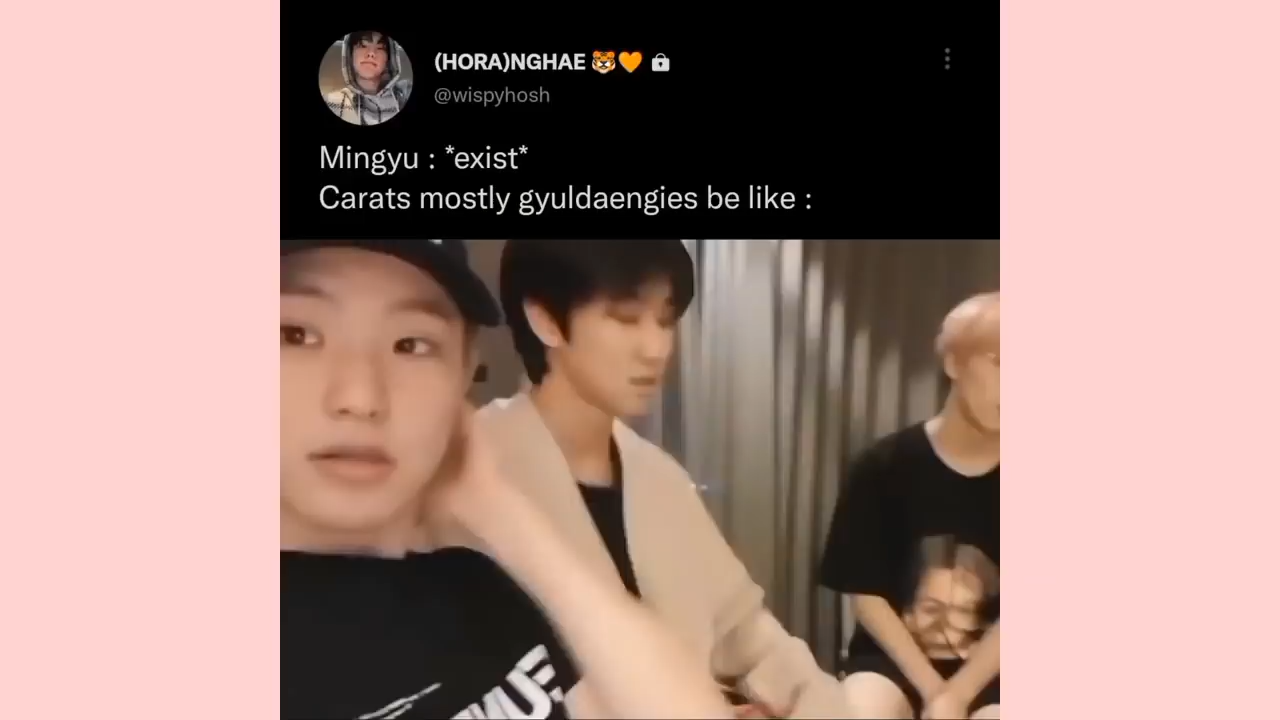 (HORA)NGHAE 🐯🧡 🔒
@wispyhosh
Mingyu : *exist*
Carats mostly gyuldaengies be like :